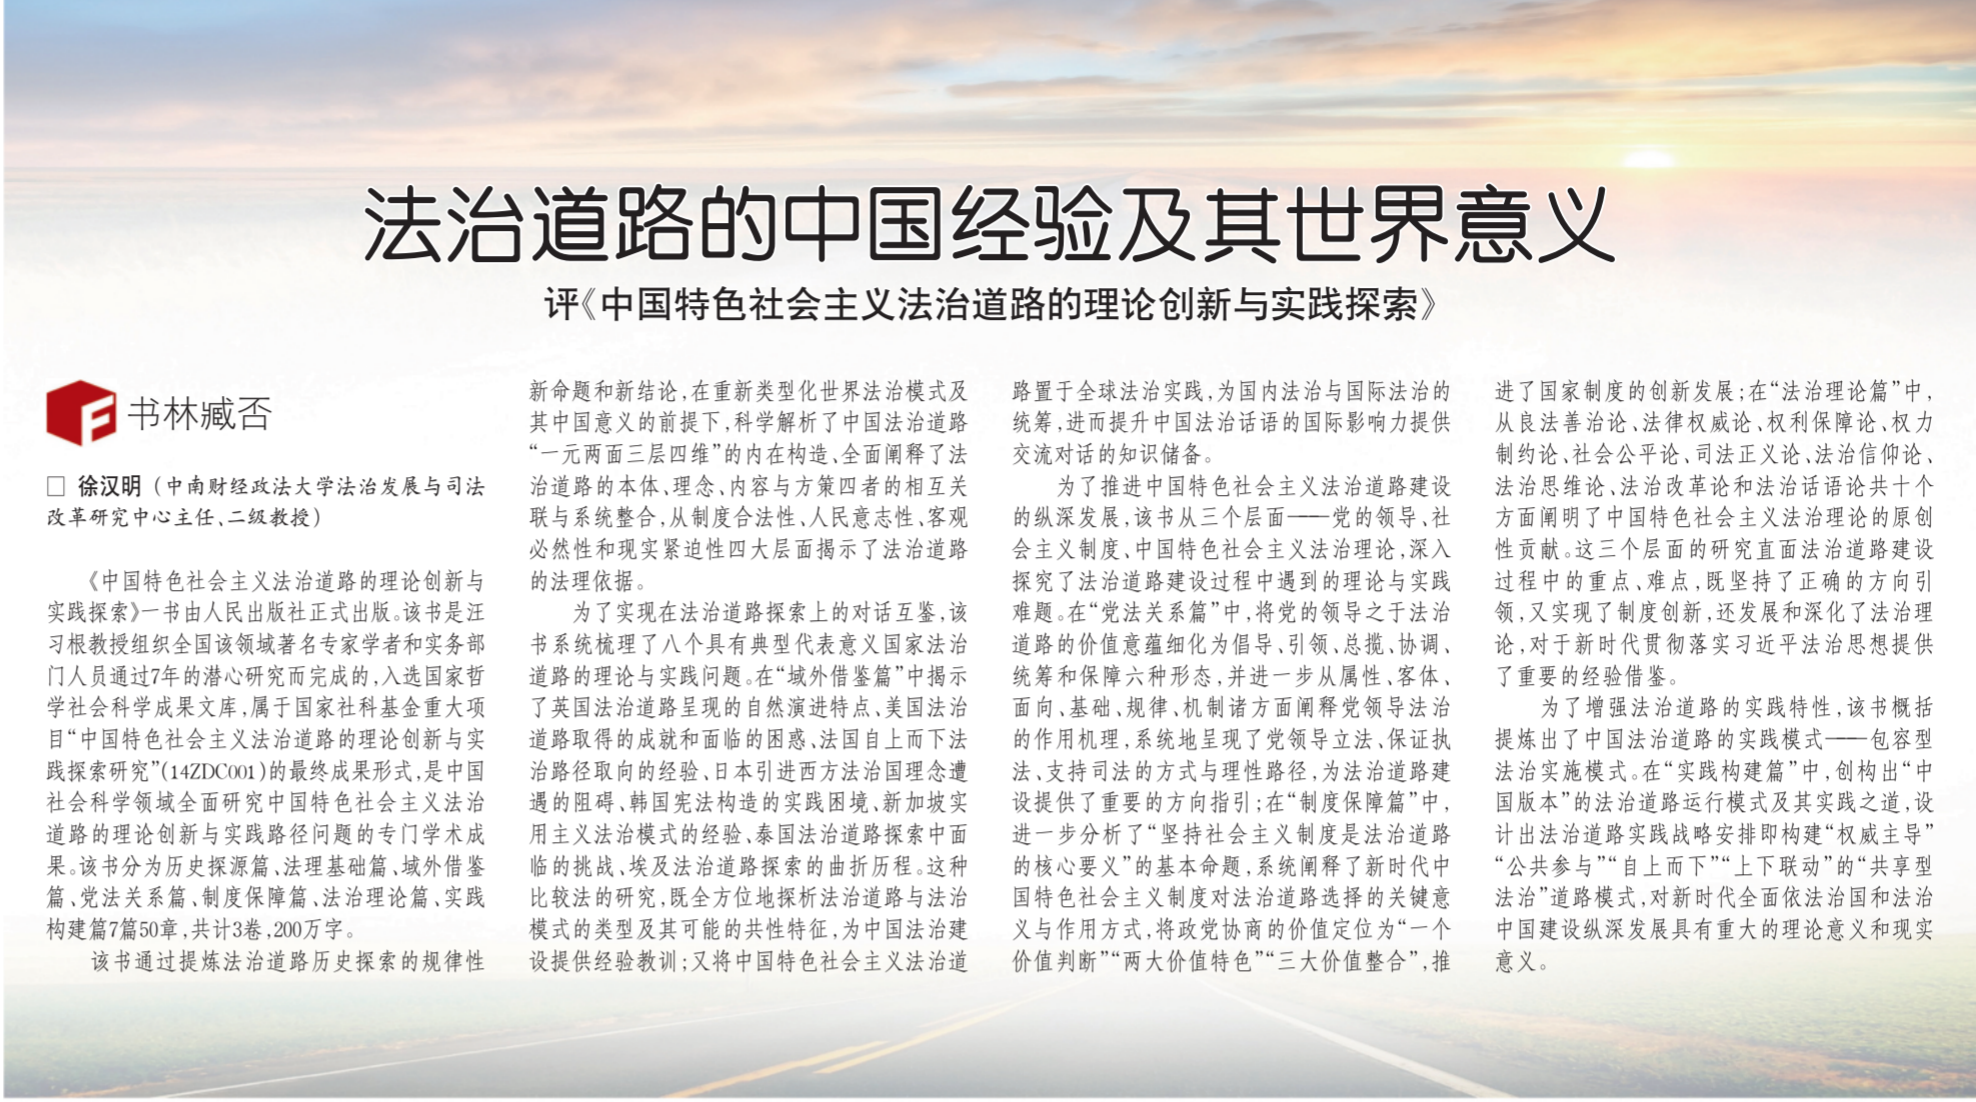 法治道路的中国经验及其世界意义
评《中国特色社会主义法治道路的理论创新与实践探索》
书林臧否
□ 徐汉明（中南财经政法大学法治发展与司法
改革研究中心主任、二级教授）
《中国特色社会主义法治道路的理论创新与
实践探索》一书由人民出版社正式出版。该书是汪
习根教授组织全国该领域著名专家学者和实务部
门人员通过7年的潜心研究而完成的，入选国家哲
学社会科学成果文库，属于国家社科基金重大项
目“中国特色社会主义法治道路的理论创新与实
践探索研究”（14ZDC001）的最终成果形式，是中国
社会科学领域全面研究中国特色社会主义法治
道路的理论创新与实践路径问题的专门学术成
果。该书分为历史探源篇、法理基础篇、域外借鉴
篇、党法关系篇、制度保障篇、法治理论篇、实践
构建篇7篇50章，共计3卷，200万字。
该书通过提炼法治道路历史探索的规律性
新命题和新结论，在重新类型化世界法治模式及
其中国意义的前提下，科学解析了中国法治道路
“一元两面三层四维”的内在构造、全面阐释了法
治道路的本体、理念、内容与方策四者的相互关
联与系统整合，从制度合法性、人民意志性、客观
必然性和现实紧迫性四大层面揭示了法治道路
的法理依据。
为了实现在法治道路探索上的对话互鉴，该
书系统梳理了八个具有典型代表意义国家法治
道路的理论与实践问题。在“域外借鉴篇”中揭示
了英国法治道路呈现的自然演进特点、美国法治
道路取得的成就和面临的困惑、法国自上而下法
治路径取向的经验、日本引进西方法治国理念遭
遇的阻碍、韩国宪法构造的实践困境、新加坡实
用主义法治模式的经验、泰国法治道路探索中面
临的挑战、埃及法治道路探索的曲折历程。这种
比较法的研究，既全方位地探析法治道路与法治
模式的类型及其可能的共性特征，为中国法治建
设提供经验教训；又将中国特色社会主义法治道
路置于全球法治实践，为国内法治与国际法治的
统筹，进而提升中国法治话语的国际影响力提供
交流对话的知识储备。
为了推进中国特色社会主义法治道路建设
的纵深发展，该书从三个层面——党的领导、社
会主义制度、中国特色社会主义法治理论，深入
探究了法治道路建设过程中遇到的理论与实践
难题。在“党法关系篇”中，将党的领导之于法治
道路的价值意蕴细化为倡导、引领、总揽、协调、
统筹和保障六种形态，并进一步从属性、客体、
面向、基础、规律、机制诸方面阐释党领导法治
的作用机理，系统地呈现了党领导立法、保证执
法、支持司法的方式与理性路径，为法治道路建
设提供了重要的方向指引；在“制度保障篇”中，
进一步分析了“坚持社会主义制度是法治道路
的核心要义”的基本命题，系统阐释了新时代中
国特色社会主义制度对法治道路选择的关键意
义与作用方式，将政党协商的价值定位为“一个
价值判断”“两大价值特色”“三大价值整合”，推
进了国家制度的创新发展；在“法治理论篇”中，
从良法善治论、法律权威论、权利保障论、权力
制约论、社会公平论、司法正义论、法治信仰论、
法治思维论、法治改革论和法治话语论共十个
方面阐明了中国特色社会主义法治理论的原创
性贡献。这三个层面的研究直面法治道路建设
过程中的重点、难点，既坚持了正确的方向引
领，又实现了制度创新，还发展和深化了法治理
论，对于新时代贯彻落实习近平法治思想提供
了重要的经验借鉴。
为了增强法治道路的实践特性，该书概括
提炼出了中国法治道路的实践模式——包容型
法治实施模式。在“实践构建篇”中，创构出“中
国版本”的法治道路运行模式及其实践之道，设
计出法治道路实践战略安排即构建“权威主导”
“公共参与”“自上而下”“上下联动”的“共享型
法治”道路模式，对新时代全面依法治国和法治
中国建设纵深发展具有重大的理论意义和现实
意义。